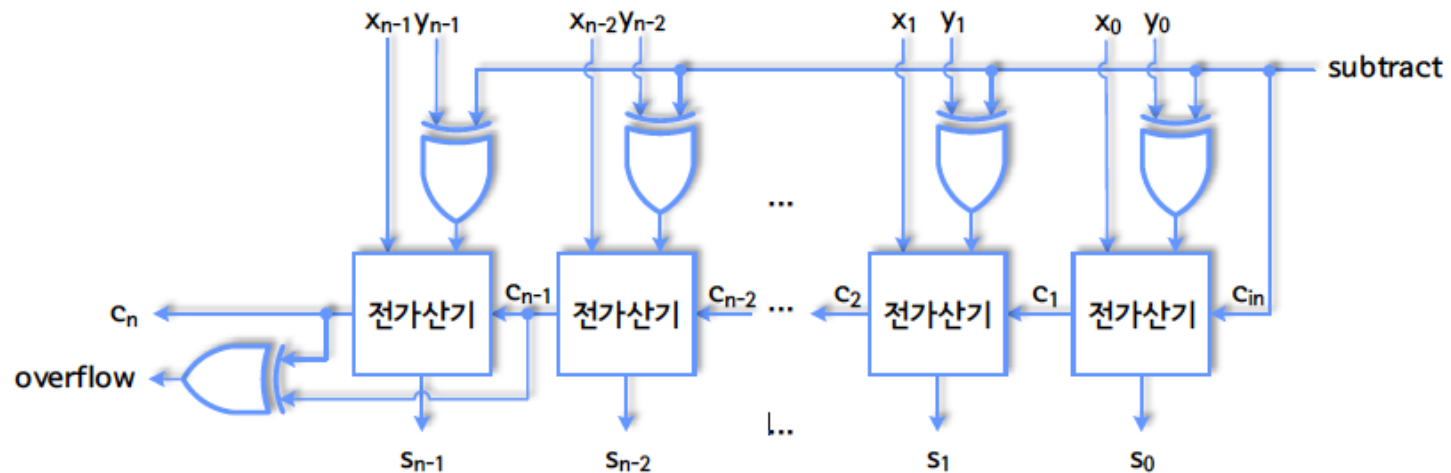 xn-1 yn-1 xn-2 yn-2 x1 y1 x0 y0
subtract
...
전가산기 cn-1 전가산기 cn-2 ... c2 전가산기 c1 전가산기 cin
cn
overflow
...
sn-1 sn-2 s1 s0